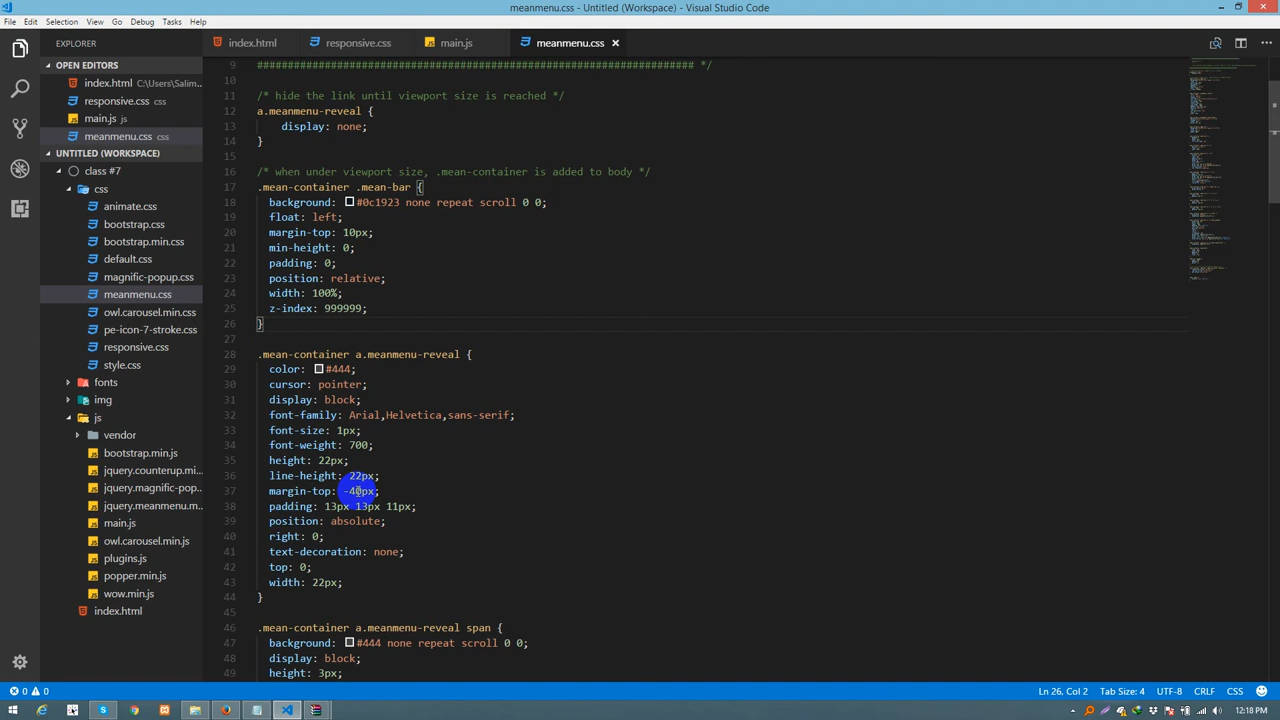 meanmenu.css - Untitled (Workspace) - Visual Studio Code
File Edit Selection View Go Debug Tasks Help
EXPLORER
OPEN EDITORS
index.html C:\Users\Salim...
responsive.css css
main.js js
meanmenu.css css
UNTITLED (WORKSPACE)
class #7
css
animate.css
bootstrap.css
bootstrap.min.css
default.css
magnific-popup.css
meanmenu.css
owl.carousel.min.css
pe-icon-7-stroke.css
responsive.css
style.css
fonts
img
js
vendor
bootstrap.min.js
jquery.counterup.mi...
jquery.magnific-pop...
jquery.meanmenu.m...
main.js
owl.carousel.min.js
plugins.js
popper.min.js
wow.min.js
index.html
index.html responsive.css main.js meanmenu.css
9 ####################################################################### */
10
11 /* hide the link until viewport size is reached */
12 a.meanmenu-reveal {
13 display: none;
14 }
15
16 /* when under viewport size, .mean-container is added to body */
17 .mean-container .mean-bar {
18 background: #0c1923 none repeat scroll 0 0;
19 float: left;
20 margin-top: 10px;
21 min-height: 0;
22 padding: 0;
23 position: relative;
24 width: 100%;
25 z-index: 999999;
26 }
27
28 .mean-container a.meanmenu-reveal {
29 color: #444;
30 cursor: pointer;
31 display: block;
32 font-family: Arial,Helvetica,sans-serif;
33 font-size: 1px;
34 font-weight: 700;
35 height: 22px;
36 line-height: 22px;
37 margin-top: -40px;
38 padding: 13px 13px 11px;
39 position: absolute;
40 right: 0;
41 text-decoration: none;
42 top: 0;
43 width: 22px;
44 }
45
46 .mean-container a.meanmenu-reveal span {
47 background: #444 none repeat scroll 0 0;
48 display: block;
49 height: 3px;
0 0 Ln 26, Col 2 Tab Size: 4 UTF-8 CRLF CSS
12:18 PM